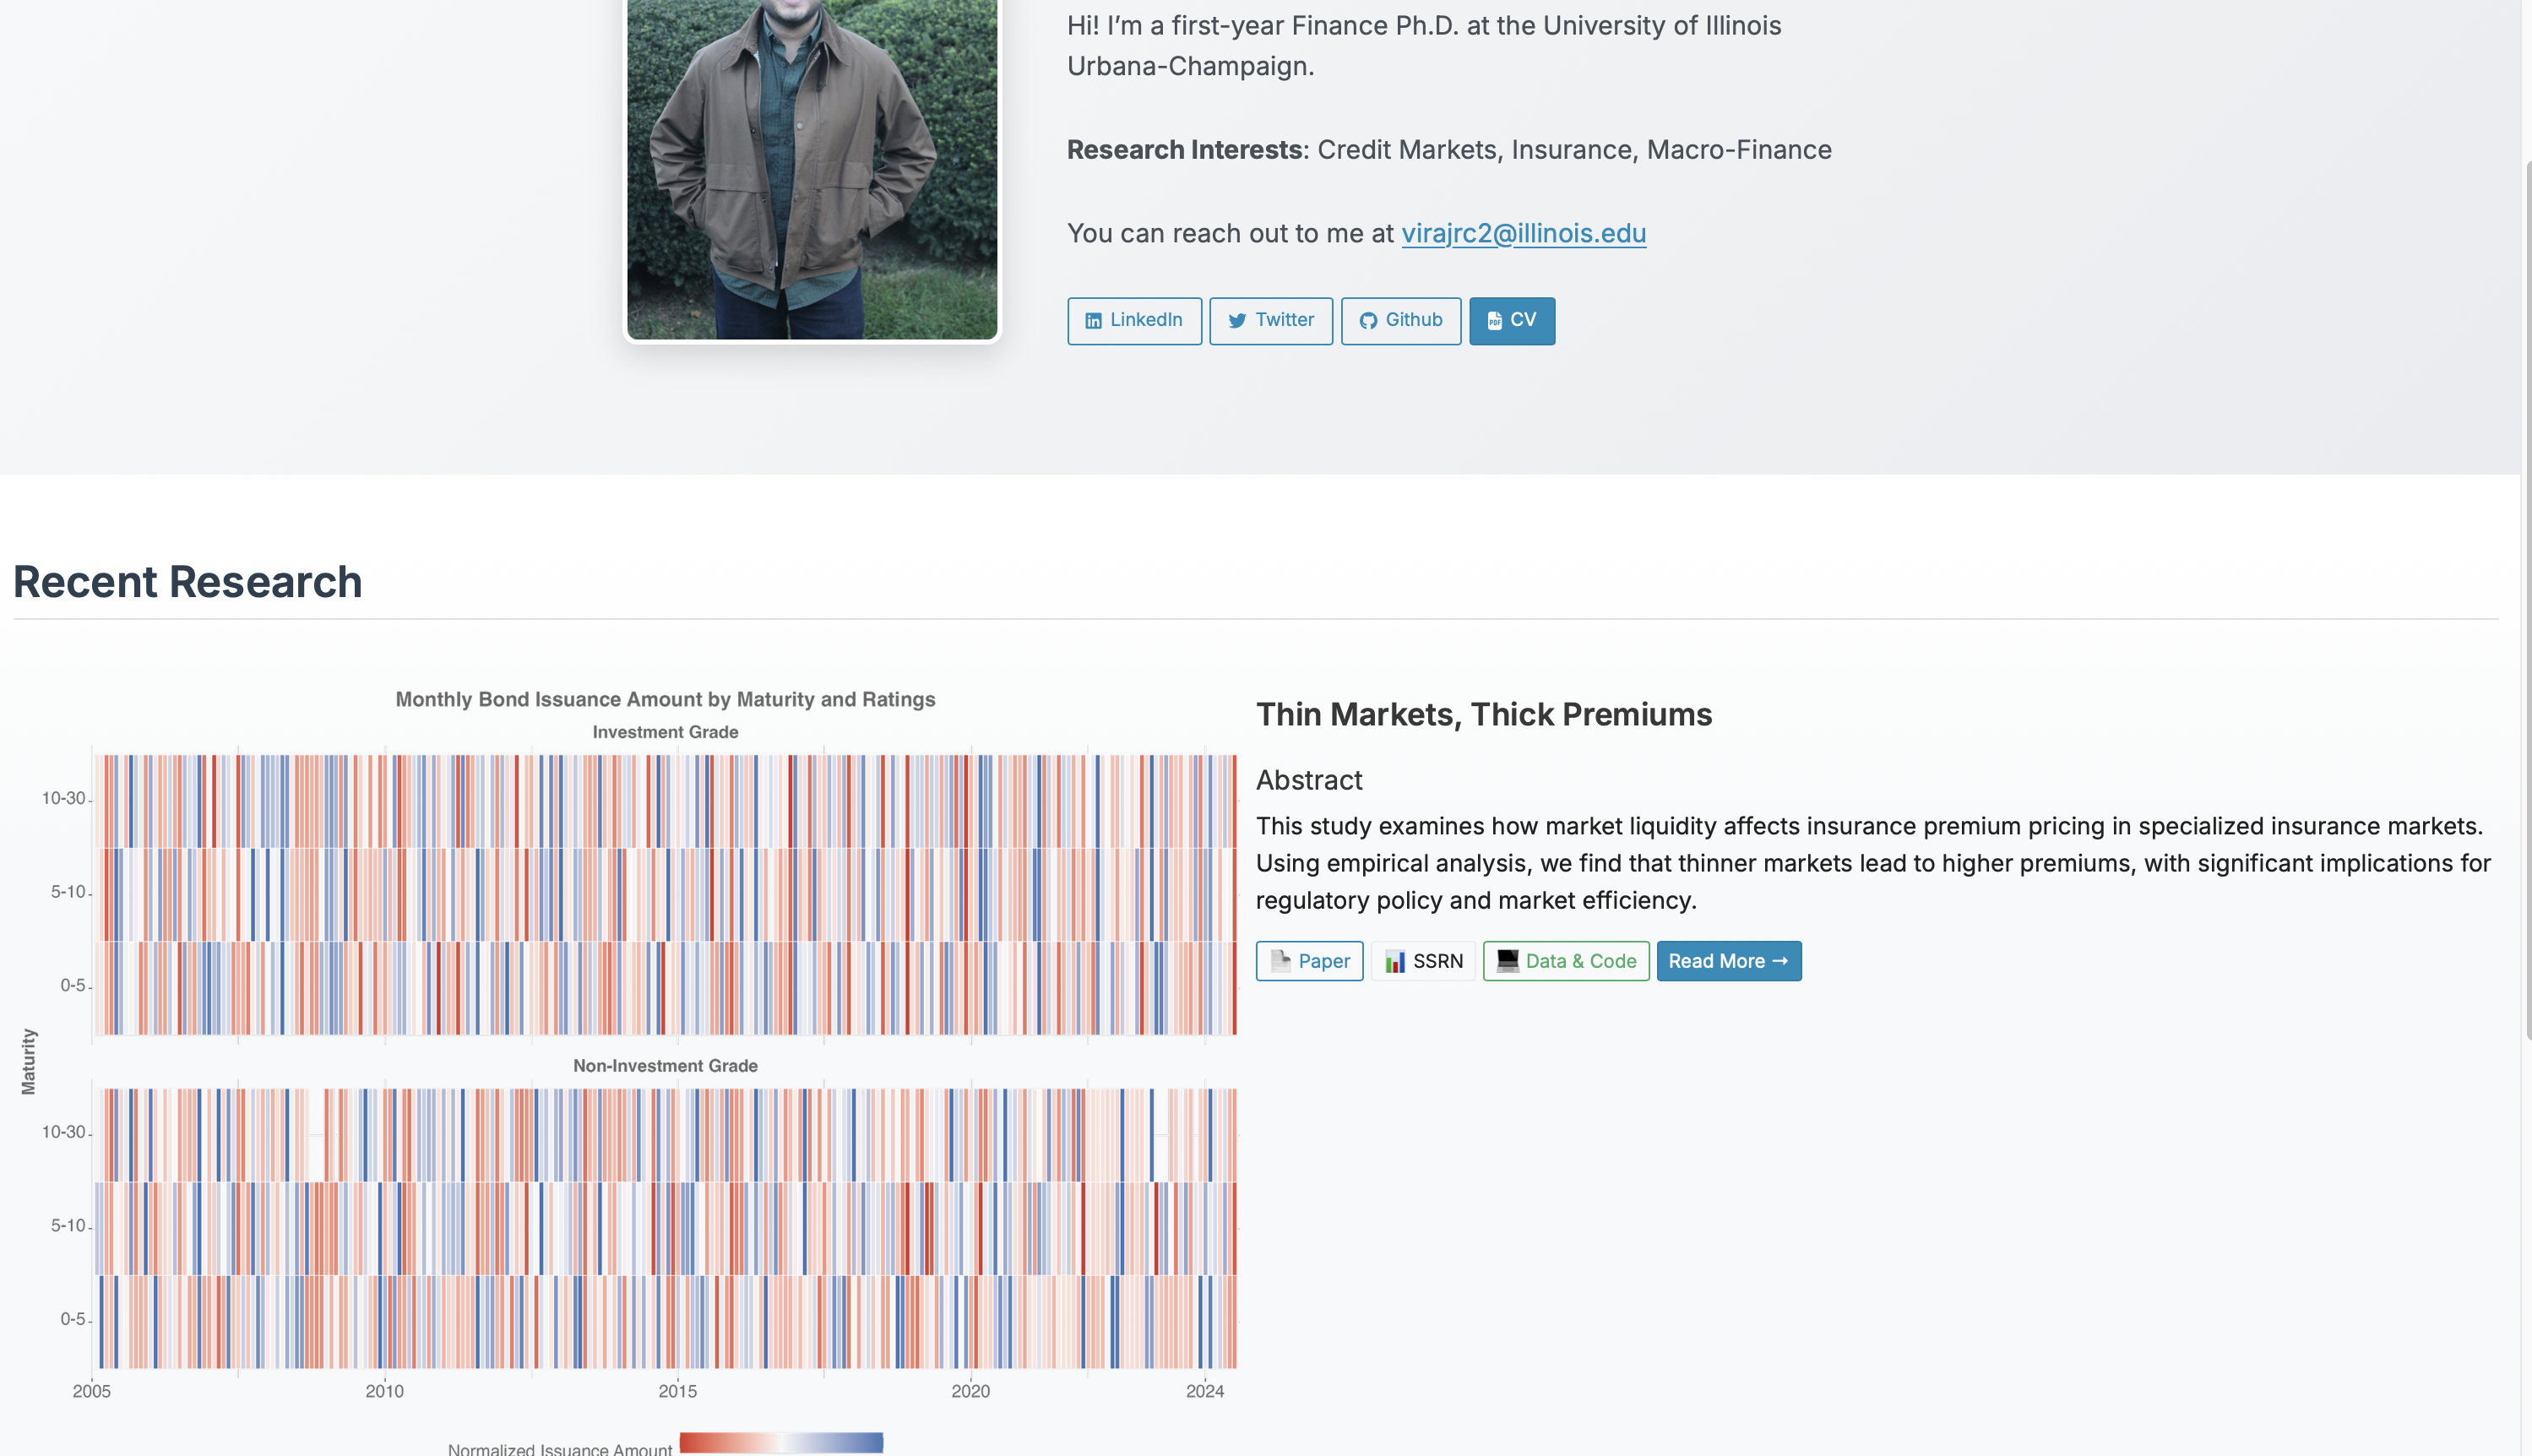 Hi! I’m a first-year Finance Ph.D. at the University of Illinois
Urbana-Champaign.
Research Interests: Credit Markets, Insurance, Macro-Finance
You can reach out to me at virajrc2@illinois.edu
LinkedIn
Twitter
Github
PDF
CV
Recent Research
Monthly Bond Issuance Amount by Maturity and Ratings
Investment Grade
10-30
5-10
0-5
Maturity
Non-Investment Grade
10-30
5-10
0-5
2005
2010
2015
2020
2024
Normalized Issuance Amount
Thin Markets, Thick Premiums
Abstract
This study examines how market liquidity affects insurance premium pricing in specialized insurance markets.
Using empirical analysis, we find that thinner markets lead to higher premiums, with significant implications for
regulatory policy and market efficiency.
Paper
SSRN
Data & Code
Read More →